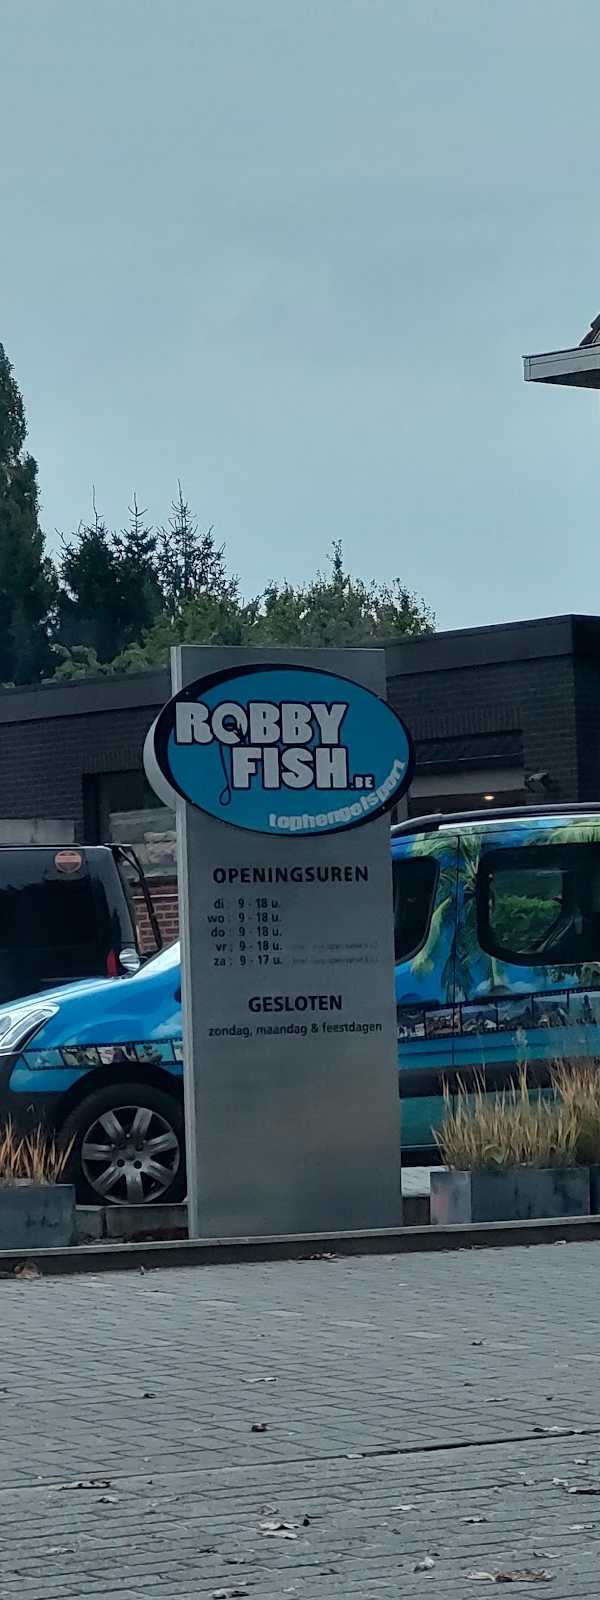 ROBBY
FISH.BE
tophengelsport
OPENINGSUREN
di : 9 - 18 u.
wo : 9 - 18 u.
do : 9 - 18 u.
vr : 9 - 18 u.
za : 9 - 17 u.
GESLOTEN
zondag, maandag & feestdagen